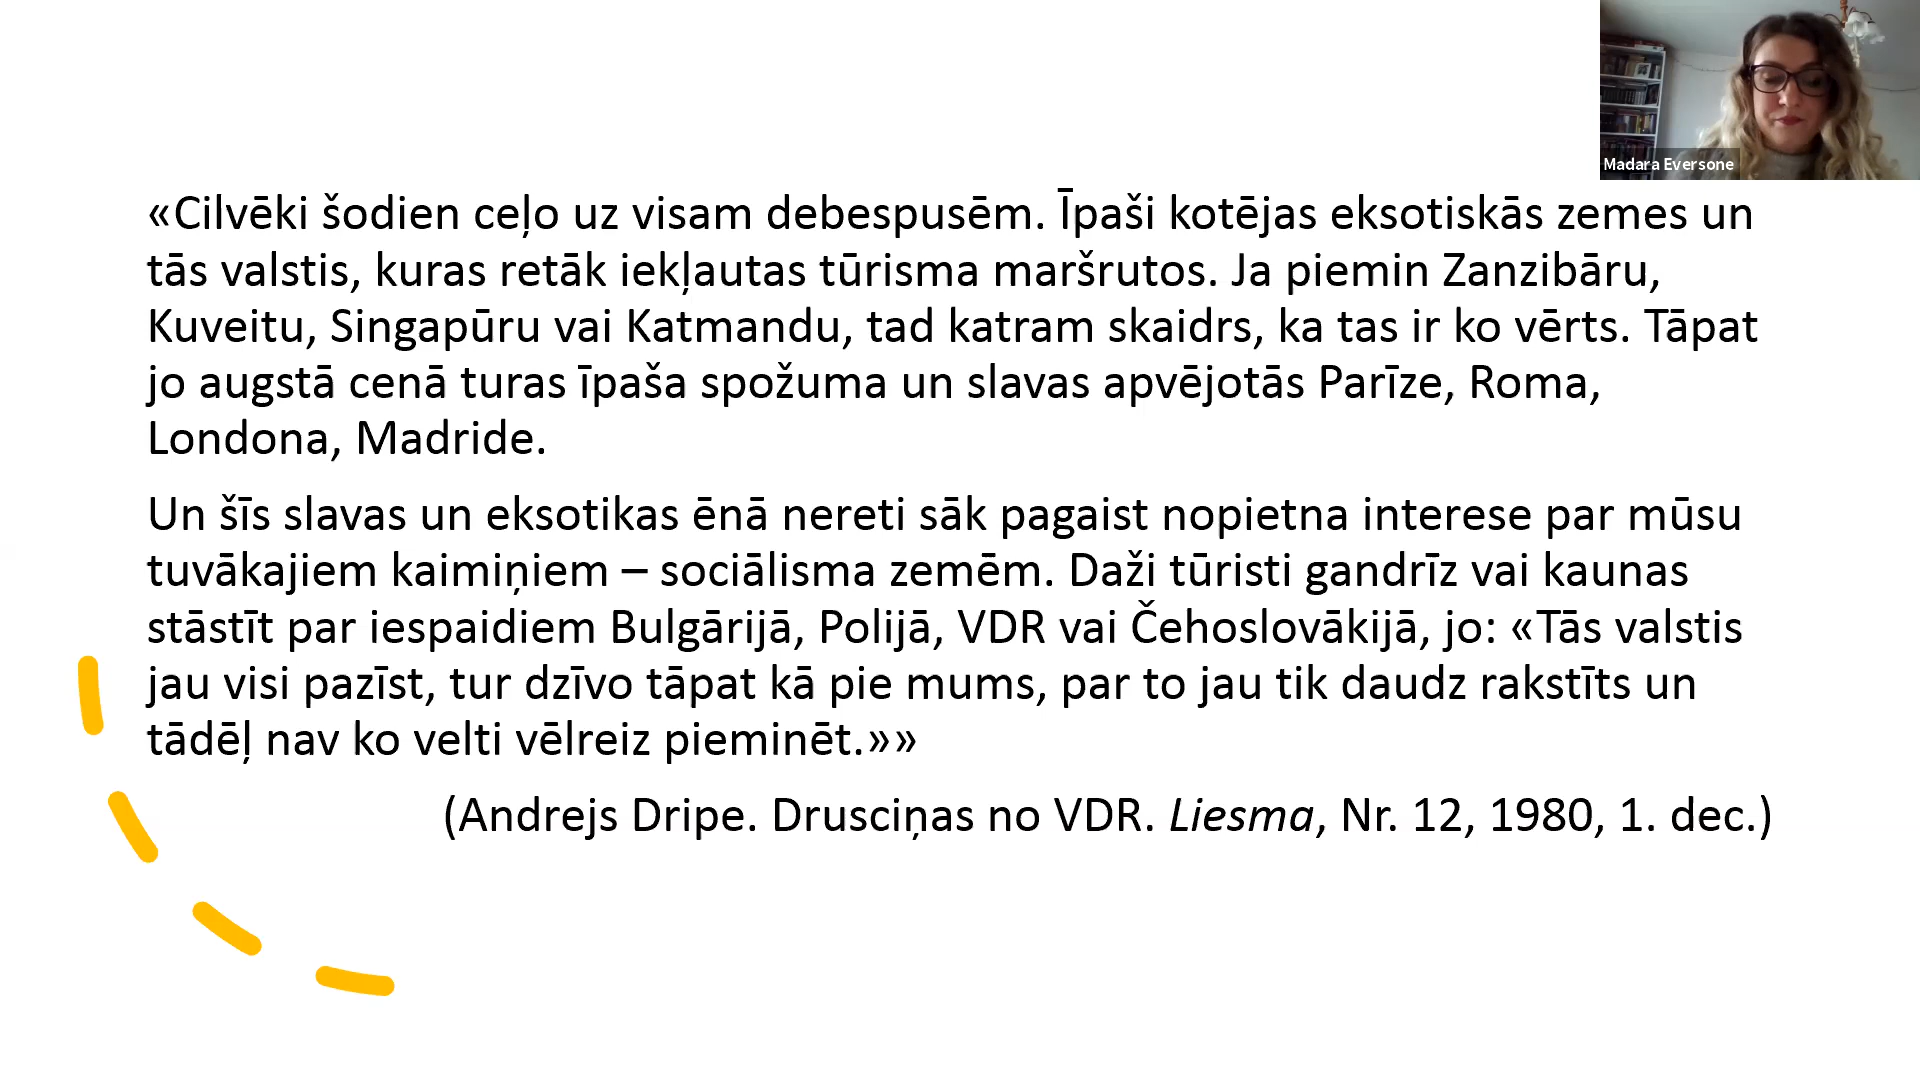 Madara Eversone
«Cilvēki šodien ceļo uz visam debespusēm. Īpaši kotējas eksotiskās zemes un
tās valstis, kuras retāk iekļautas tūrisma maršrutos. Ja piemin Zanzibāru,
Kuveitu, Singapūru vai Katmandu, tad katram skaidrs, ka tas ir ko vērts. Tāpat
jo augstā cenā turas īpaša spožuma un slavas apvējotās Parīze, Roma,
Londona, Madride.
Un šīs slavas un eksotikas ēnā nereti sāk pagaist nopietna interese par mūsu
tuvākajiem kaimiņiem – sociālisma zemēm. Daži tūristi gandrīz vai kaunas
stāstīt par iespaidiem Bulgārijā, Polijā, VDR vai Čehoslovākijā, jo: «Tās valstis
jau visi pazīst, tur dzīvo tāpat kā pie mums, par to jau tik daudz rakstīts un
tādēļ nav ko velti vēlreiz pieminēt.»»
(Andrejs Dripe. Drusciņas no VDR. Liesma, Nr. 12, 1980, 1. dec.)